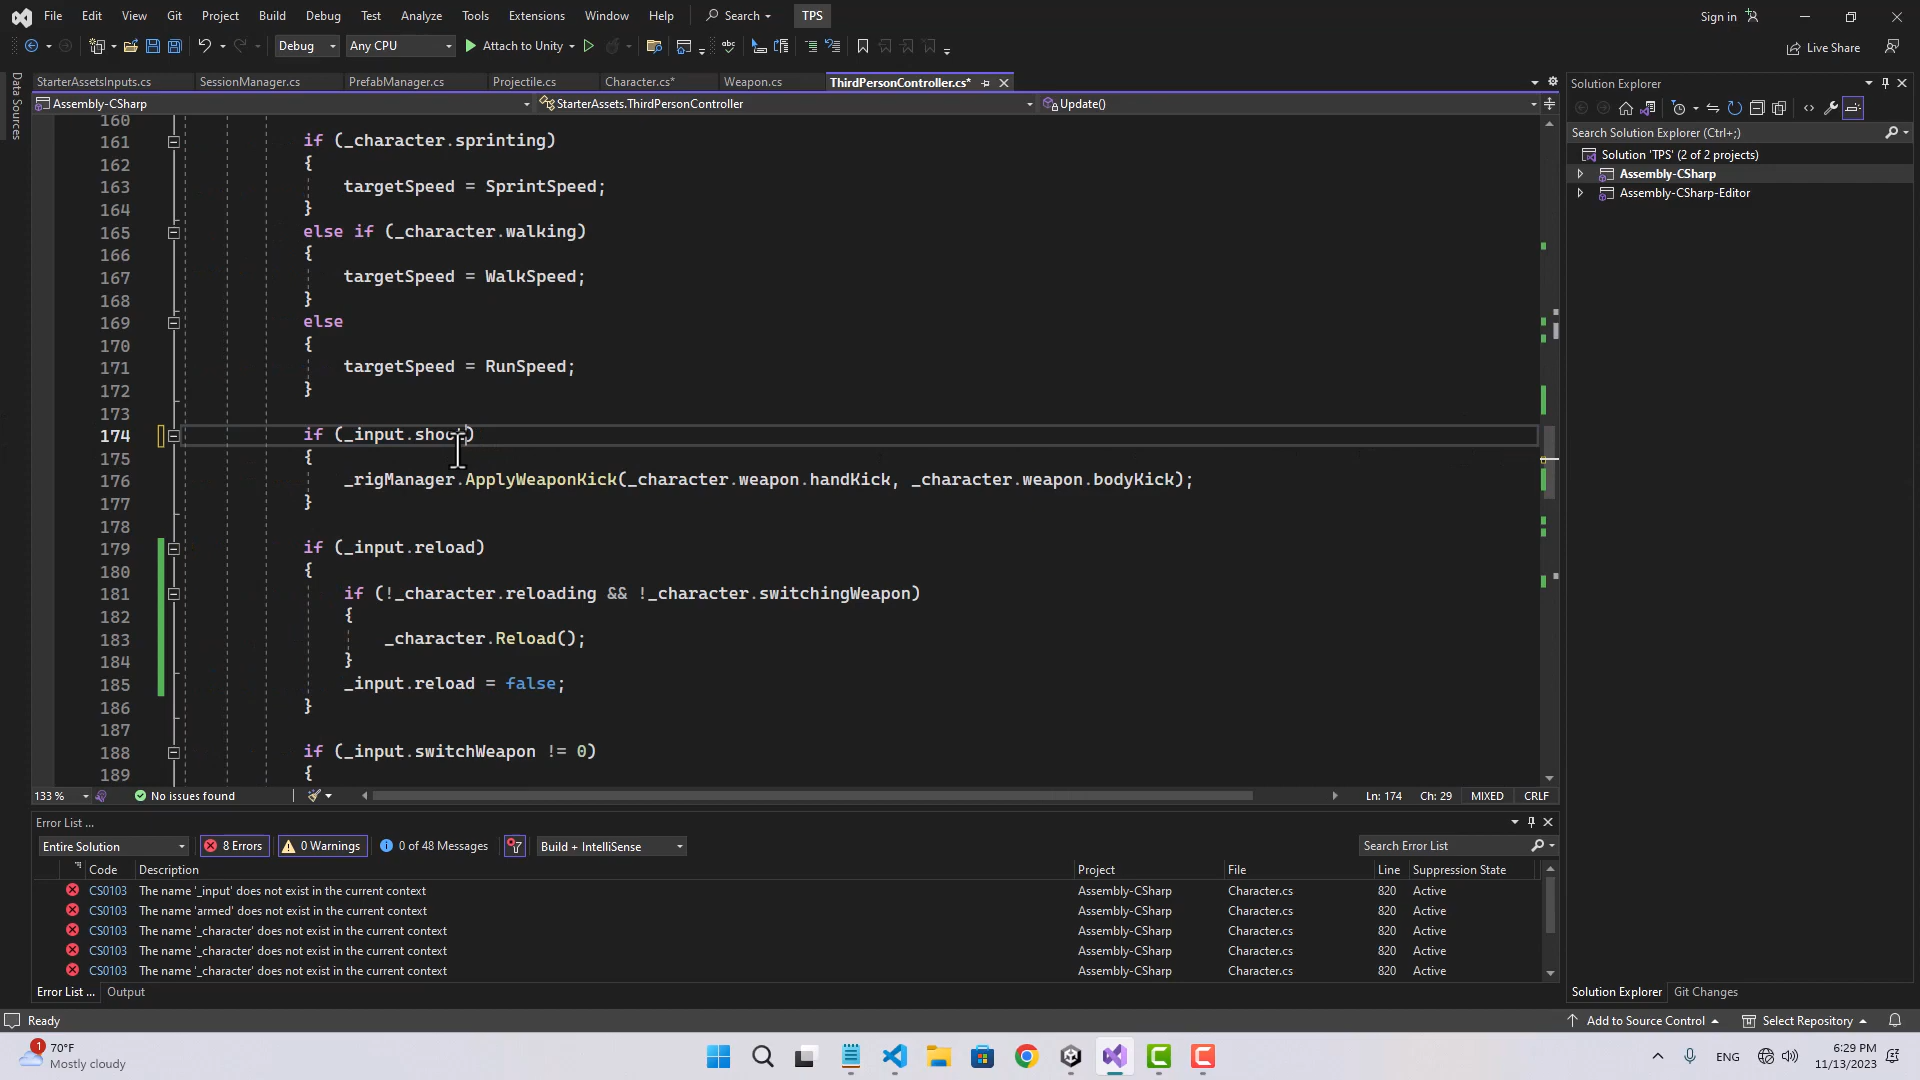 File Edit View Git Project Build Debug Test Analyze Tools Extensions Window Help Search TPS Sign in
Debug Any CPU Attach to Unity Live Share
Data Sources
StarterAssetsInputs.cs SessionManager.cs PrefabManager.cs Projectile.cs Character.cs* Weapon.cs ThirdPersonController.cs*
Assembly-CSharp StarterAssets.ThirdPersonController Update()
160
161 if (_character.sprinting)
162 {
163 targetSpeed = SprintSpeed;
164 }
165 else if (_character.walking)
166 {
167 targetSpeed = WalkSpeed;
168 }
169 else
170 {
171 targetSpeed = RunSpeed;
172 }
173
174 if (_input.shoot)
175 {
176 _rigManager.ApplyWeaponKick(_character.weapon.handKick, _character.weapon.bodyKick);
177 }
178
179 if (_input.reload)
180 {
181 if (!_character.reloading && !_character.switchingWeapon)
182 {
183 _character.Reload();
184 }
185 _input.reload = false;
186 }
187
188 if (_input.switchWeapon != 0)
189 {
133 % No issues found Ln: 174 Ch: 29 MIXED CRLF
Error List ...
Entire Solution 8 Errors 0 Warnings 0 of 48 Messages Build + IntelliSense Search Error List
Code Description Project File Line Suppression State
CS0103 The name '_input' does not exist in the current context Assembly-CSharp Character.cs 820 Active
CS0103 The name 'armed' does not exist in the current context Assembly-CSharp Character.cs 820 Active
CS0103 The name '_character' does not exist in the current context Assembly-CSharp Character.cs 820 Active
CS0103 The name '_character' does not exist in the current context Assembly-CSharp Character.cs 820 Active
CS0103 The name '_character' does not exist in the current context Assembly-CSharp Character.cs 820 Active
Error List ... Output
Solution Explorer
Search Solution Explorer (Ctrl+;)
Solution 'TPS' (2 of 2 projects)
Assembly-CSharp
Assembly-CSharp-Editor
Solution Explorer Git Changes
Ready Add to Source Control Select Repository
1 70°F
Mostly cloudy
ENG 6:29 PM
11/13/2023